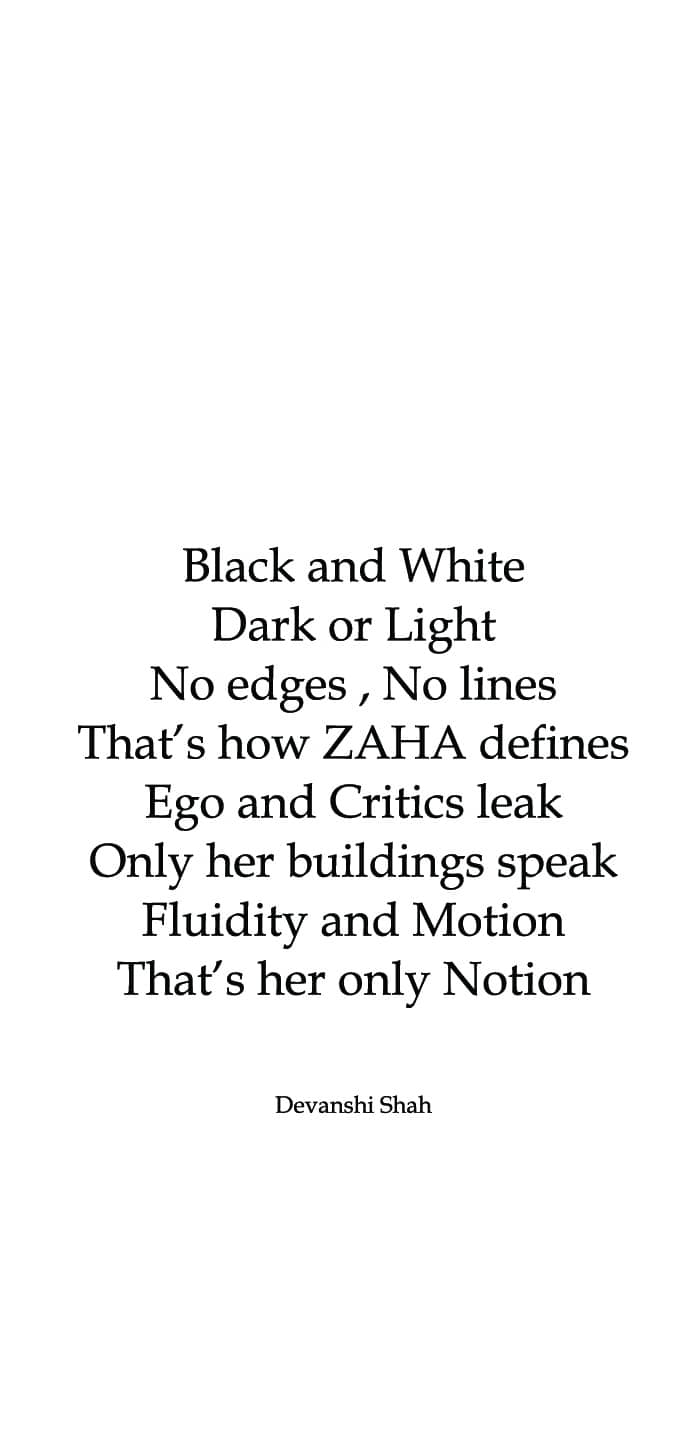 Black and White
Dark or Light
No edges , No lines
That's how ZAHA defines
Ego and Critics leak
Only her buildings speak
Fluidity and Motion
That's her only Notion
Devanshi Shah